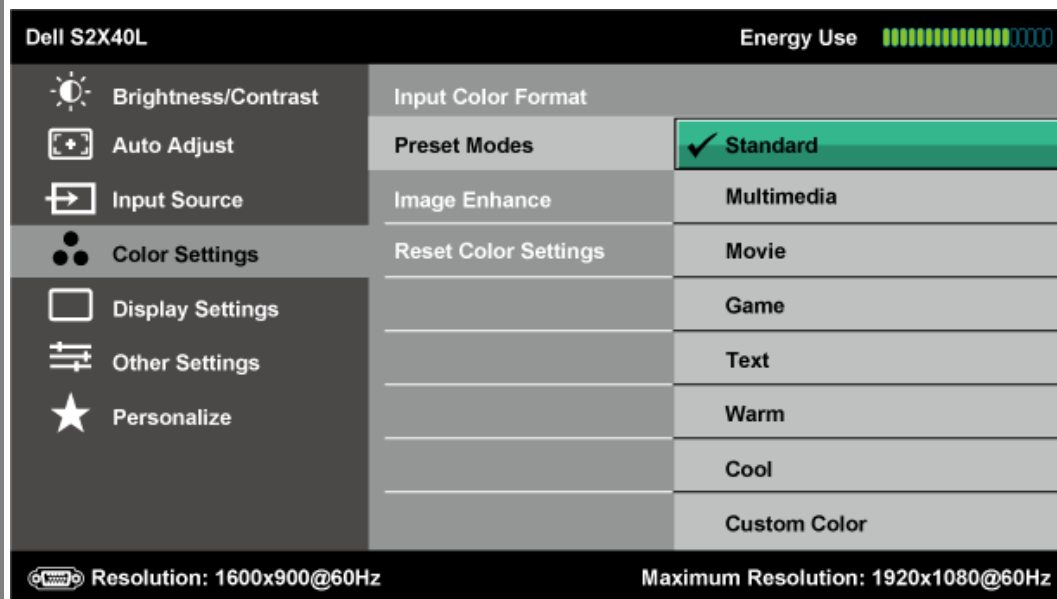 Dell S2X40L Energy Use
Brightness/Contrast Input Color Format
Auto Adjust Preset Modes Standard
Input Source Image Enhance Multimedia
Color Settings Reset Color Settings Movie
Display Settings Game
Other Settings Text
Personalize Warm
Cool
Custom Color
Resolution: 1600x900@60Hz Maximum Resolution: 1920x1080@60Hz